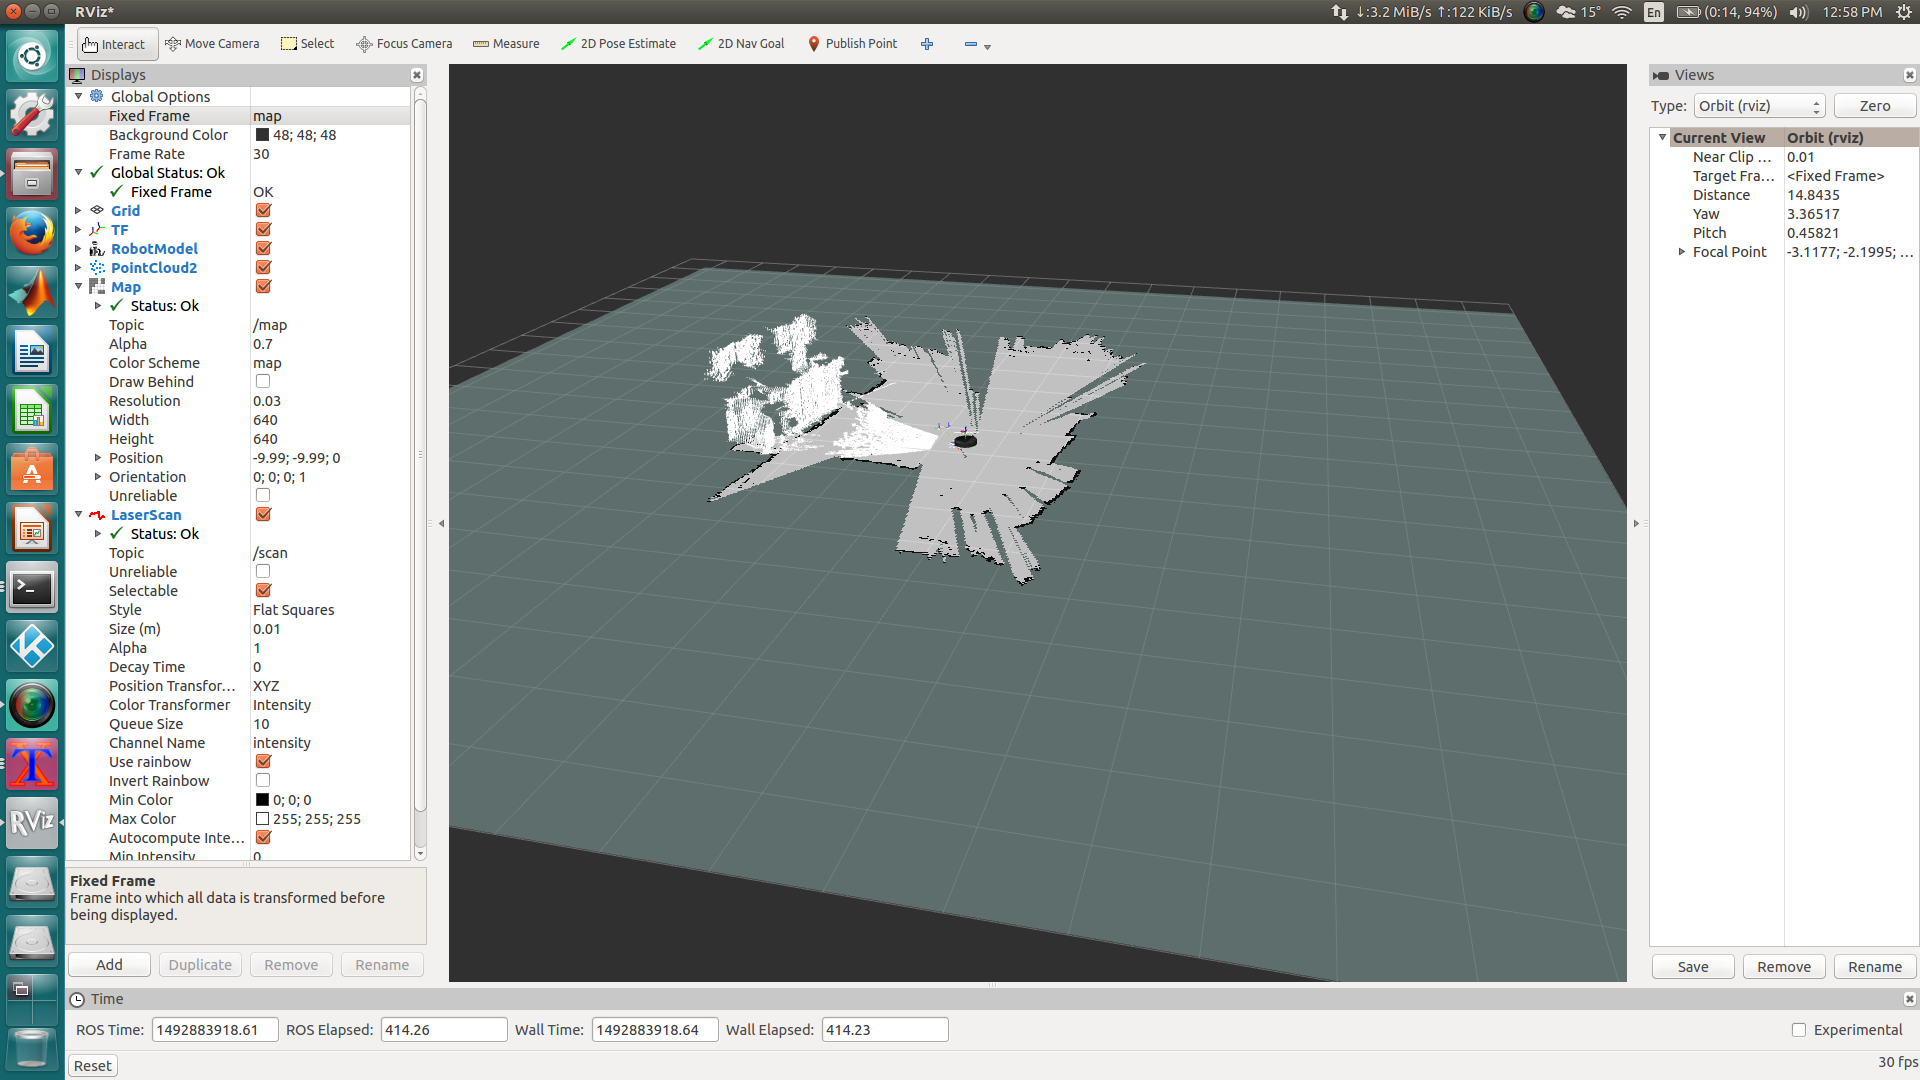 RViz*
↓:3.2 MiB/s ↑:122 KiB/s 15° En (0:14, 94%) 12:58 PM
Interact Move Camera Select Focus Camera Measure 2D Pose Estimate 2D Nav Goal Publish Point
Displays
Global Options
Fixed Frame map
Background Color 48; 48; 48
Frame Rate 30
Global Status: Ok
Fixed Frame OK
Grid
TF
RobotModel
PointCloud2
Map
Status: Ok
Topic /map
Alpha 0.7
Color Scheme map
Draw Behind
Resolution 0.03
Width 640
Height 640
Position -9.99; -9.99; 0
Orientation 0; 0; 0; 1
Unreliable
LaserScan
Status: Ok
Topic /scan
Unreliable
Selectable
Style Flat Squares
Size (m) 0.01
Alpha 1
Decay Time 0
Position Transfor... XYZ
Color Transformer Intensity
Queue Size 10
Channel Name intensity
Use rainbow
Invert Rainbow
Min Color 0; 0; 0
Max Color 255; 255; 255
Autocompute Inte...
Min Intensity 0
Fixed Frame
Frame into which all data is transformed before
being displayed.
Add Duplicate Remove Rename
Views
Type: Orbit (rviz) Zero
Current View Orbit (rviz)
Near Clip ... 0.01
Target Fra... <Fixed Frame>
Distance 14.8435
Yaw 3.36517
Pitch 0.45821
Focal Point -3.1177; -2.1995; ...
Save Remove Rename
RViz
Time
ROS Time: 1492883918.61 ROS Elapsed: 414.26 Wall Time: 1492883918.64 Wall Elapsed: 414.23 Experimental
Reset 30 fps